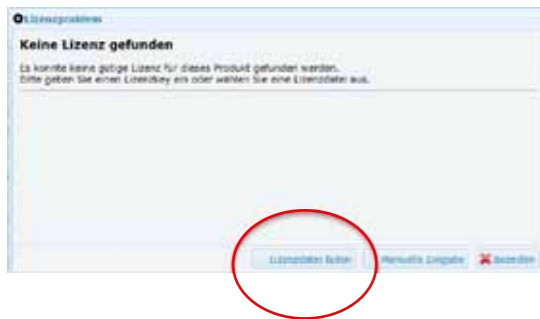 Lizenzproblem
Keine Lizenz gefunden
Es konnte keine gültige Lizenz für dieses Produkt gefunden werden.
Bitte geben Sie einen Lizenzkey ein oder wählen Sie eine Lizenzdatei aus.
Lizenzdatei laden Manuelle Eingabe Beenden